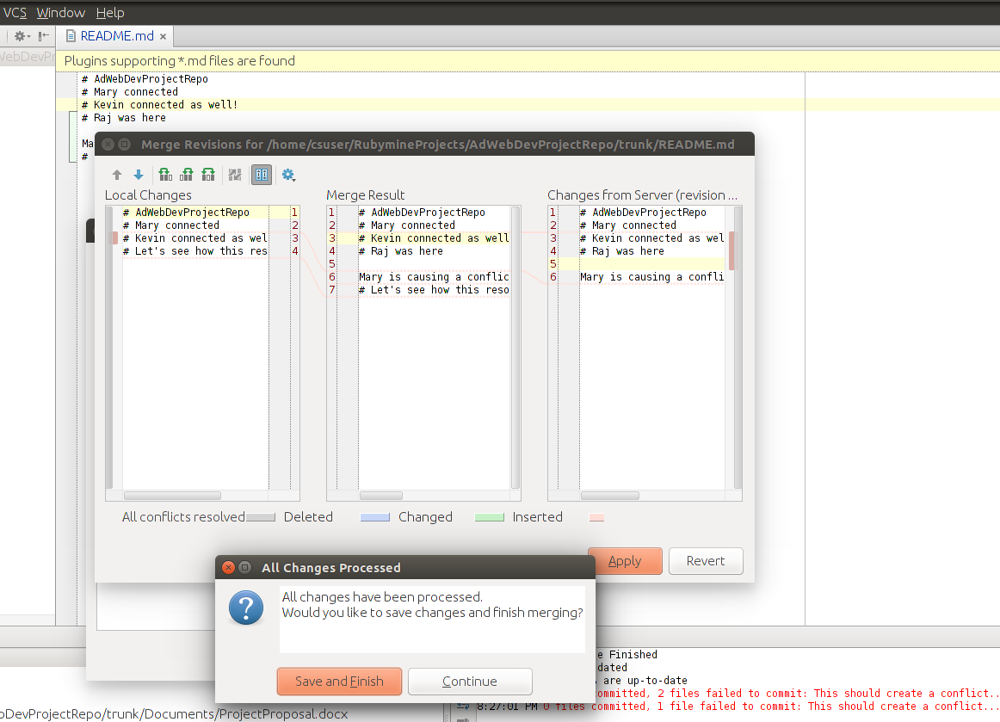 VCS Window Help
README.md
WebDevPr
Plugins supporting *.md files are found
# AdWebDevProjectRepo
# Mary connected
# Kevin connected as well!
# Raj was here
Ma
#
Merge Revisions for /home/csuser/RubymineProjects/AdWebDevProjectRepo/trunk/README.md
Local Changes
# AdWebDevProjectRepo 1
# Mary connected 2
# Kevin connected as wel 3
# Let's see how this res 4
Merge Result
1 # AdWebDevProjectRepo
2 # Mary connected
3 # Kevin connected as well
4 # Raj was here
5
6 Mary is causing a conflic
7 # Let's see how this reso
Changes from Server (revision ...
1 # AdWebDevProjectRepo
2 # Mary connected
3 # Kevin connected as wel
4 # Raj was here
5
6 Mary is causing a confli
All conflicts resolved Deleted Changed Inserted
Apply Revert
All Changes Processed
All changes have been processed.
Would you like to save changes and finish merging?
Save and Finish Continue
e Finished
dated
are up-to-date
committed, 2 files failed to commit: This should create a conflict..
8:27:01 PM 0 files committed, 1 file failed to commit: This should create a conflict...
oDevProjectRepo/trunk/Documents/ProjectProposal.docx